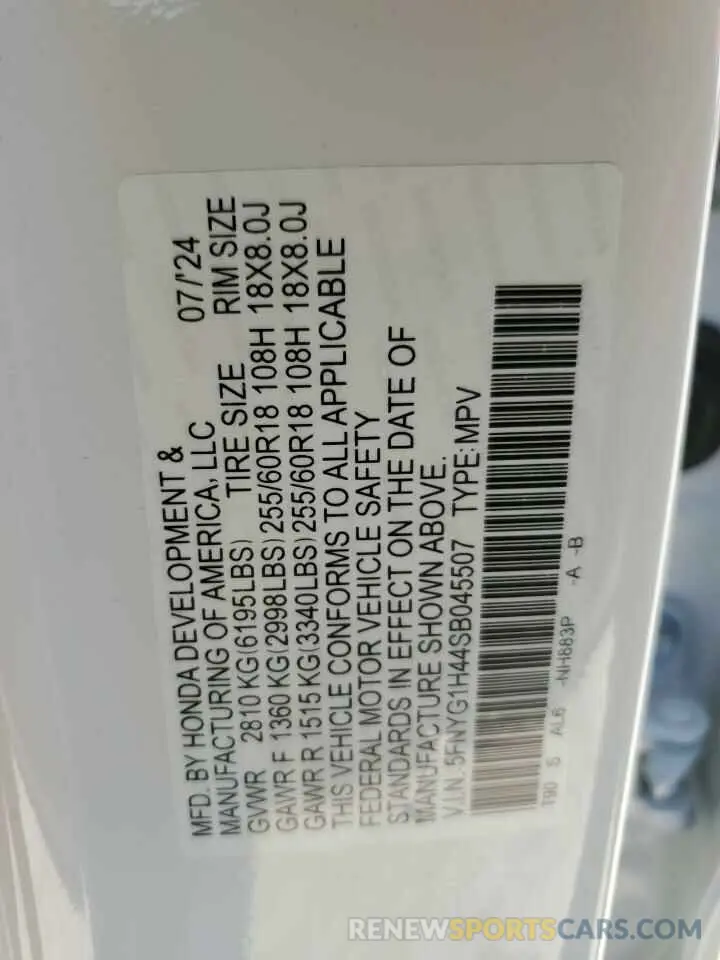 MFD. BY HONDA DEVELOPMENT &
MANUFACTURING OF AMERICA, LLC 07/'24
GVWR 2810 KG(6195LBS) TIRE SIZE RIM SIZE
GAWR F 1360 KG(2998LBS) 255/60R18 108H 18X8.0J
GAWR R 1515 KG(3340LBS) 255/60R18 108H 18X8.0J
THIS VEHICLE CONFORMS TO ALL APPLICABLE
FEDERAL MOTOR VEHICLE SAFETY
STANDARDS IN EFFECT ON THE DATE OF
MANUFACTURE SHOWN ABOVE.
V.I.N. 5FNYG1H44SB045507 TYPE:MPV
T90 S AL6 -NH883P -A -B
RENEWSPORTSCARS.COM